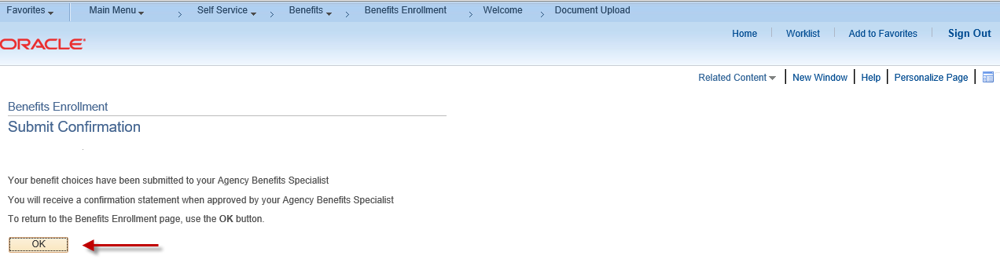 Favorites Main Menu Self Service Benefits Benefits Enrollment Welcome Document Upload
Home Worklist Add to Favorites Sign Out
ORACLE
Related Content New Window Help Personalize Page
Benefits Enrollment
Submit Confirmation
Your benefit choices have been submitted to your Agency Benefits Specialist
You will receive a confirmation statement when approved by your Agency Benefits Specialist
To return to the Benefits Enrollment page, use the OK button.
OK